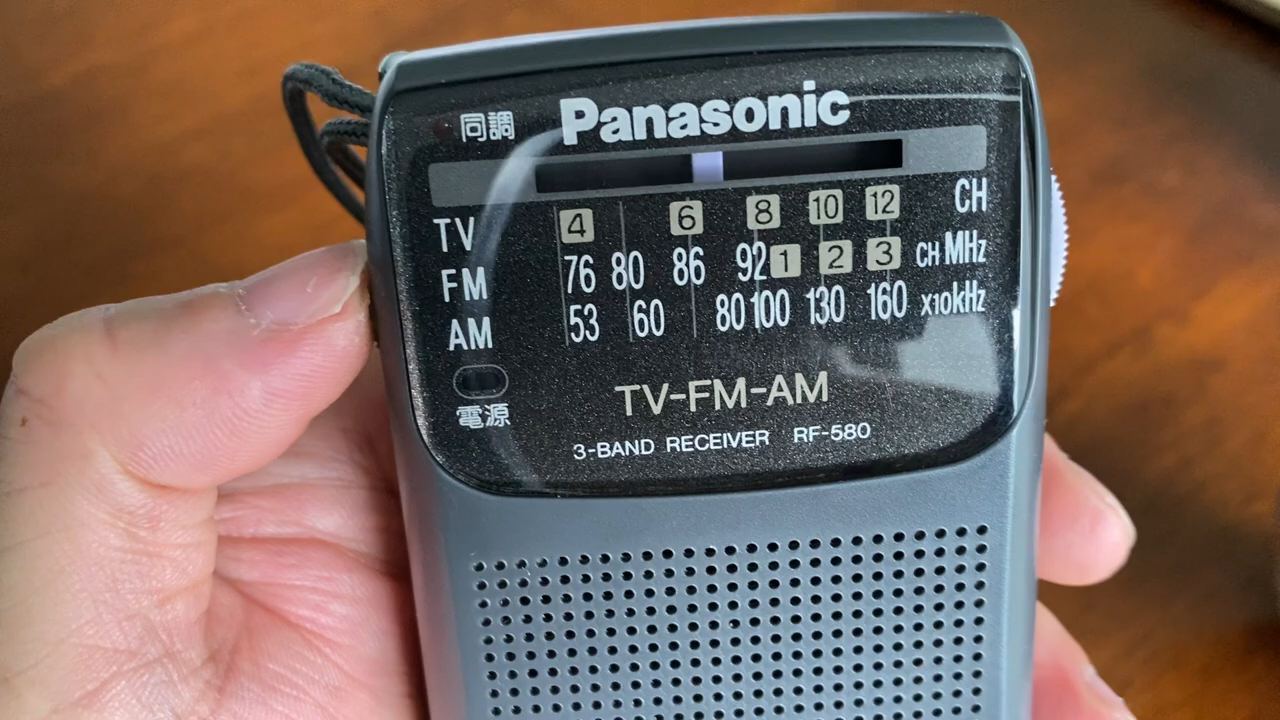 同調 Panasonic
TV 4 6 8 10 12 CH
FM 76 80 86 92 1 2 3 CH MHz
AM 53 60 80 100 130 160 x10kHz
TV-FM-AM
電源
3-BAND RECEIVER RF-580